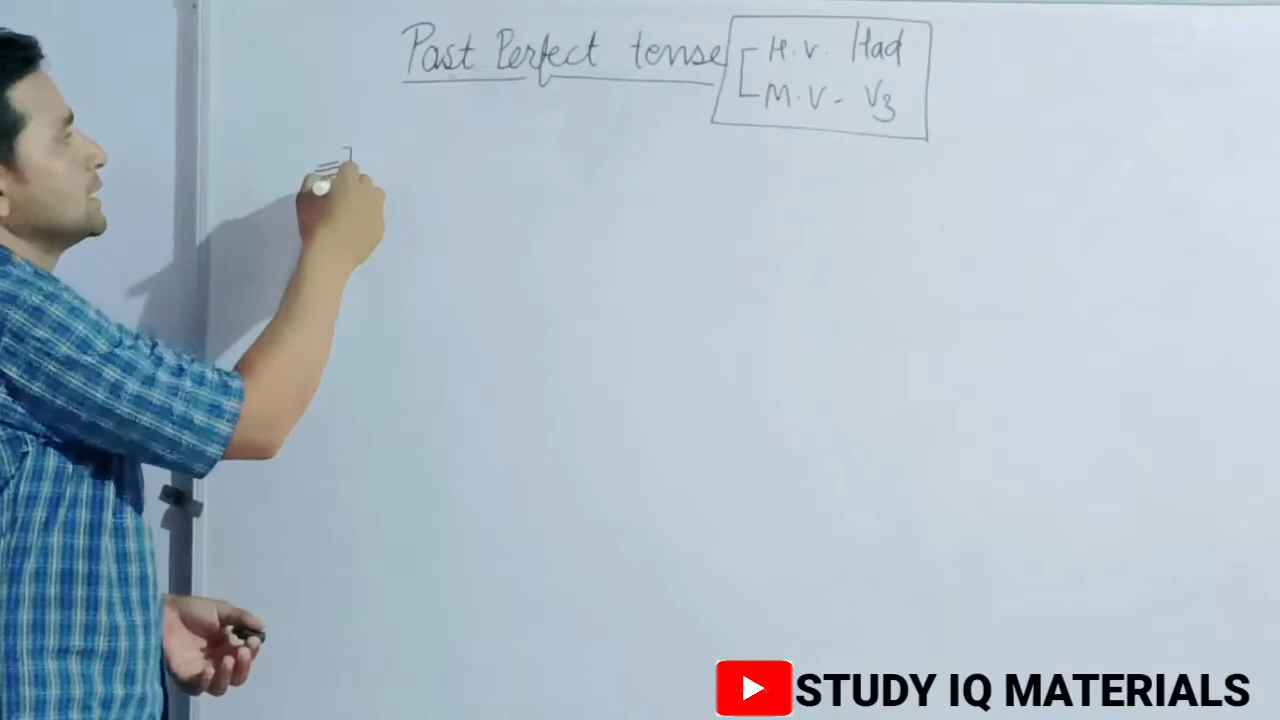 Past Perfect tense
H.V. Had
M.V - V3
STUDY IQ MATERIALS